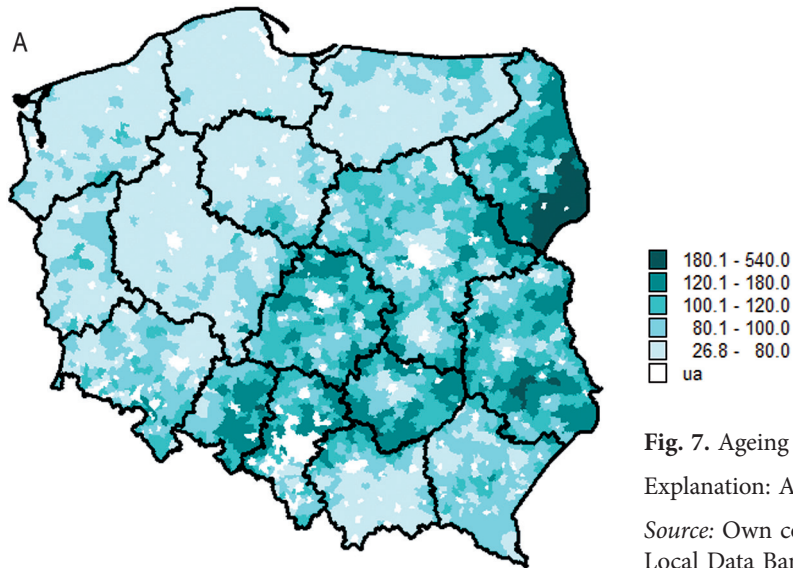 A
180.1 - 540.0
120.1 - 180.0
100.1 - 120.0
80.1 - 100.0
26.8 - 80.0
ua
Fig. 7. Ageing
Explanation: A
Source: Own co
Local Data Ban